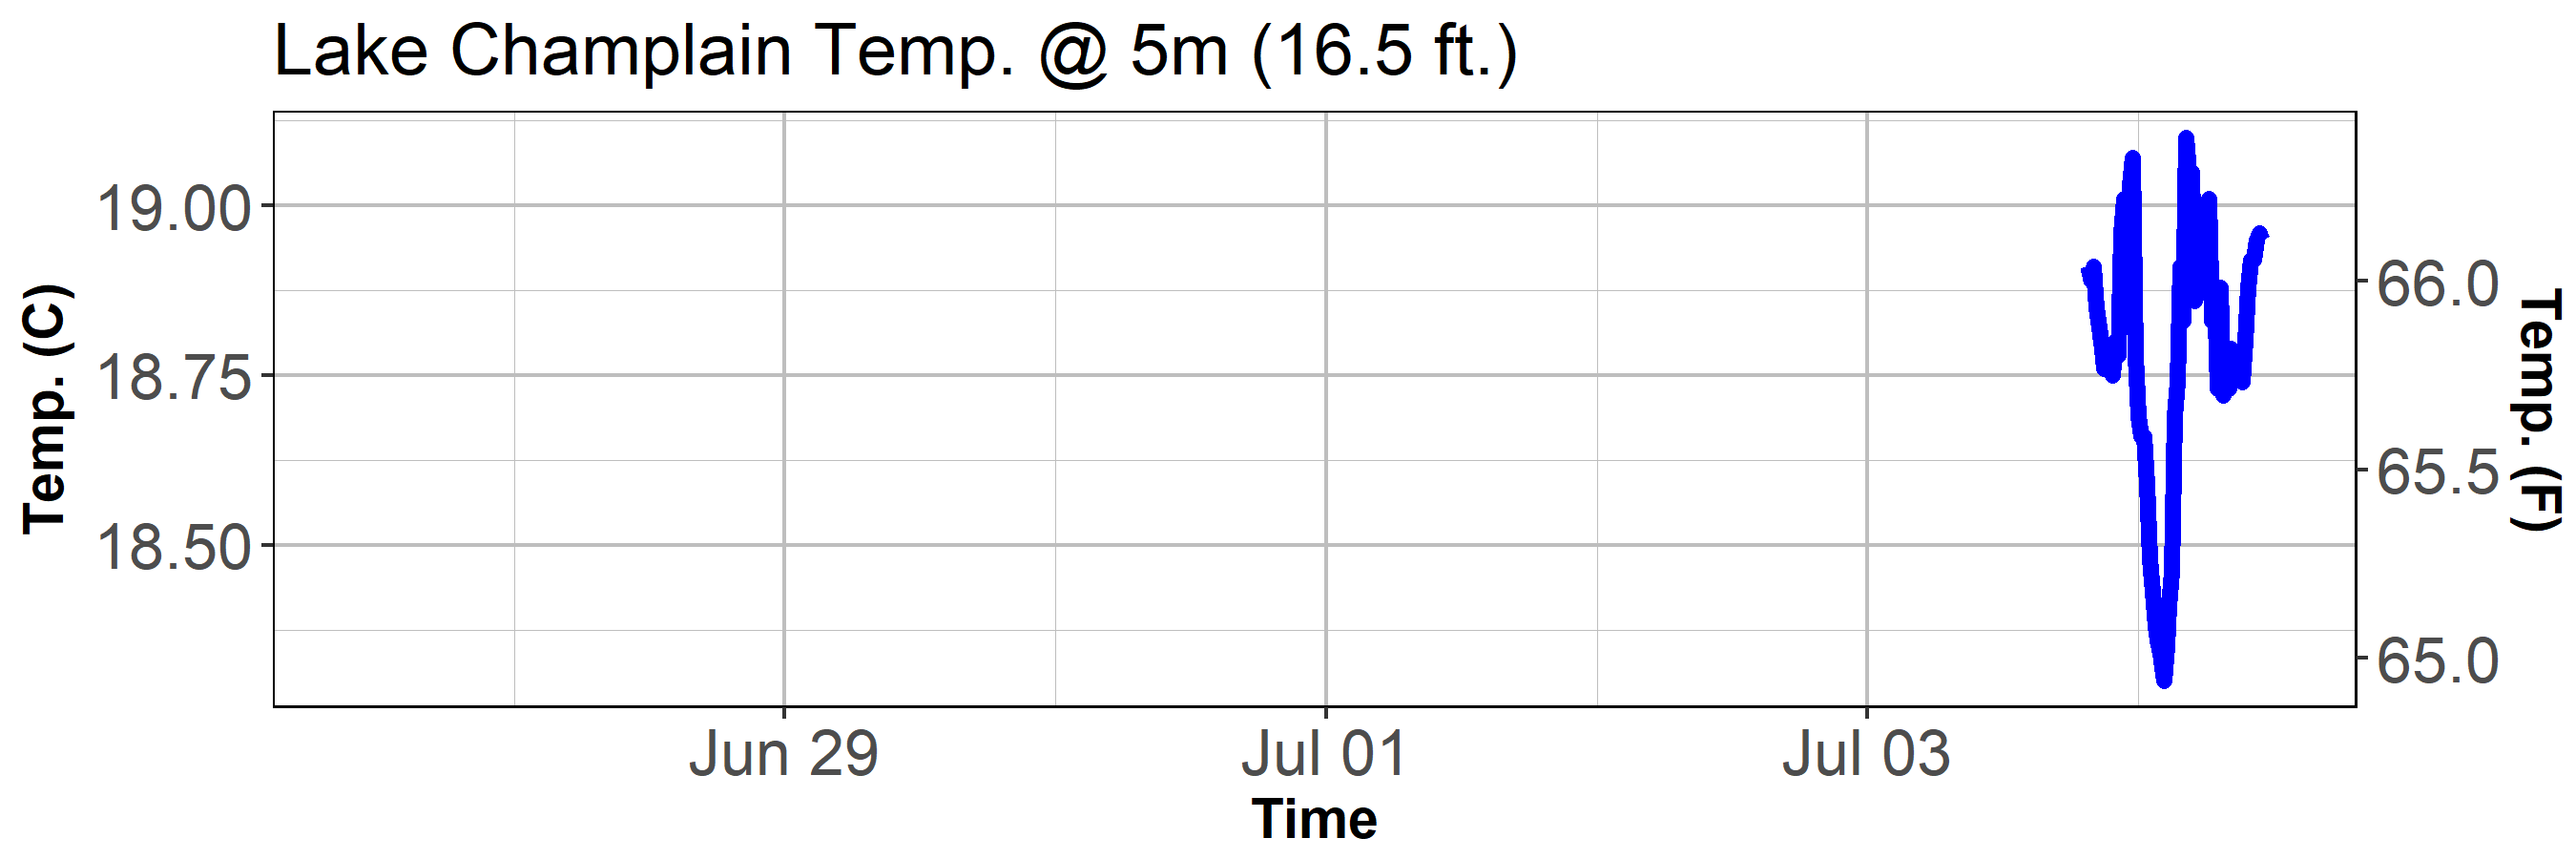 Lake Champlain Temp. @ 5m (16.5 ft.)
Temp. (C)
19.00
18.75
18.50
66.0
65.5
65.0
Temp. (F)
Jun 29
Jul 01
Jul 03
Time